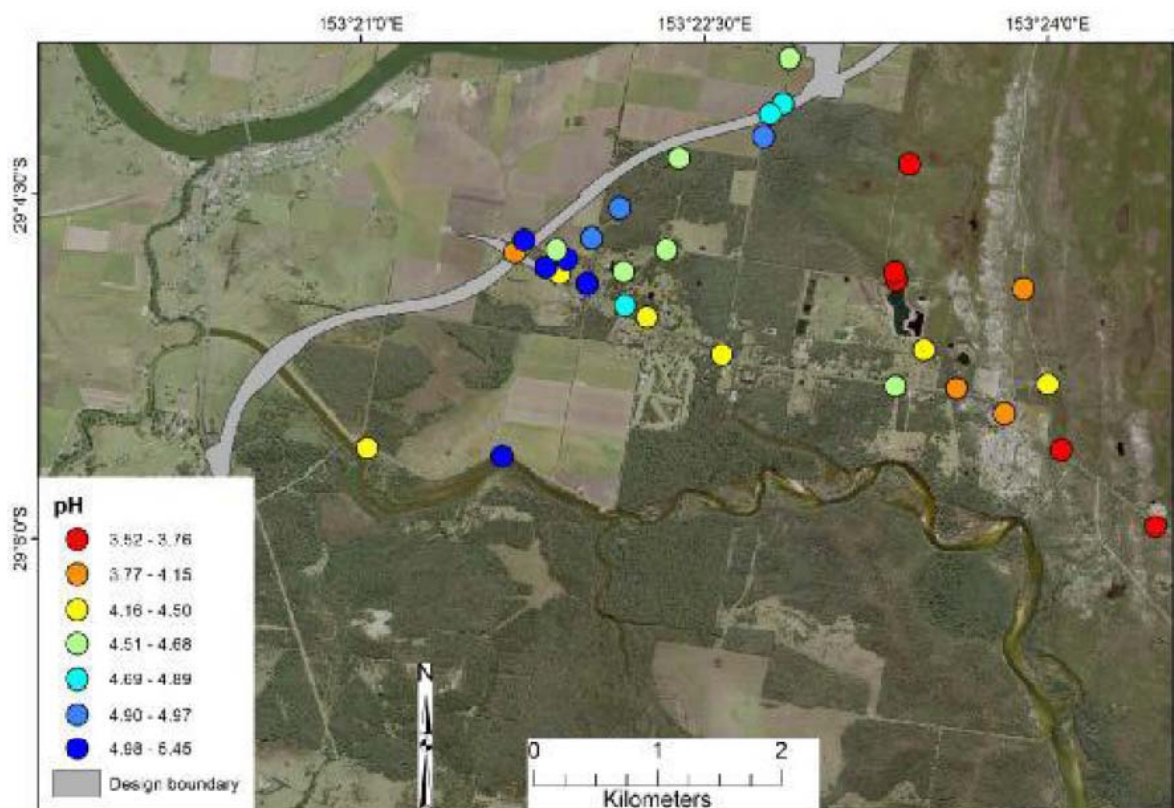 153°21'0"E
153°22'30"E
153°24'0"E
29°4'30"S
29°6'0"S
pH
3.52 - 3.76
3.77 - 4.15
4.16 - 4.50
4.51 - 4.68
4.69 - 4.89
4.90 - 4.97
4.98 - 5.45
Design boundary
N
0
1
2
Kilometers